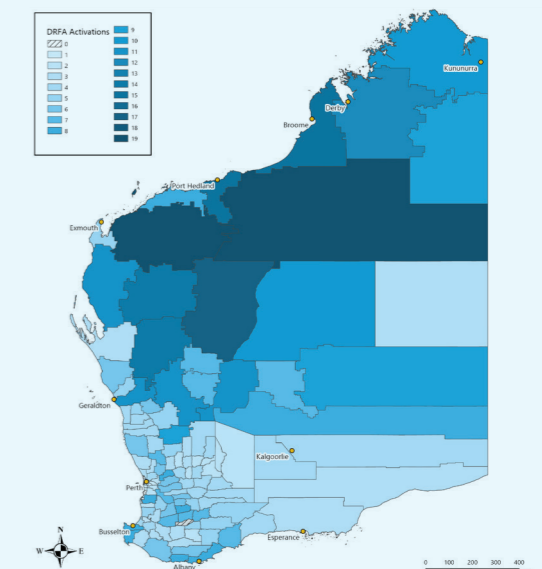 DRFA Activations
0
1
2
3
4
5
6
7
8
9
10
11
12
13
14
15
16
17
18
19
Kununurra
Derby
Broome
Port Hedland
Exmouth
Geraldton
Kalgoorlie
Perth
Busselton
Esperance
Albany
N
W E
S
0 100 200 300 400